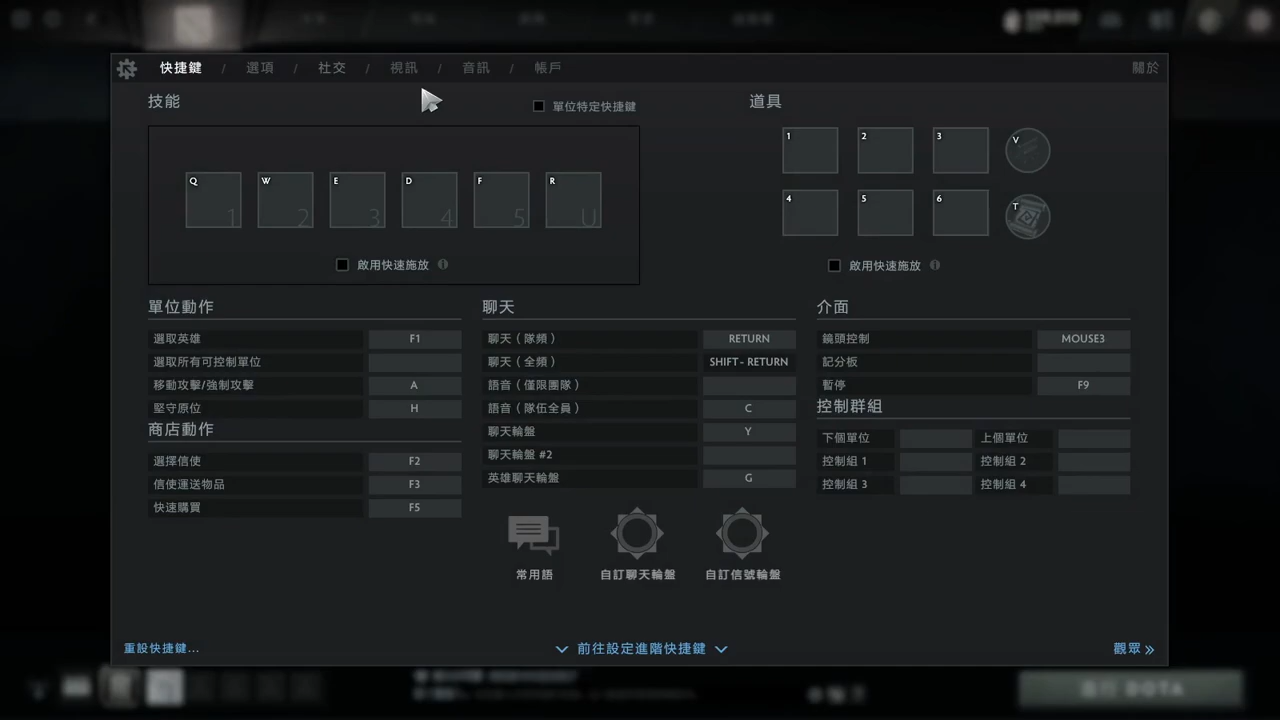 快捷鍵 / 選項 / 社交 / 視訊 / 音訊 / 帳戶 關於
技能
單位特定快捷鍵
Q W E D F R
1 2 3 4 5 U
啟用快速施放
道具
1 2 3 V
4 5 6 T
啟用快速施放
單位動作
選取英雄 F1
選取所有可控制單位
移動攻擊/強制攻擊 A
堅守原位 H
商店動作
選擇信使 F2
信使運送物品 F3
快速購買 F5
聊天
聊天（隊頻） RETURN
聊天（全頻） SHIFT- RETURN
語音（僅限團隊）
語音（隊伍全員） C
聊天輪盤 Y
聊天輪盤 #2
英雄聊天輪盤 G
常用語 自訂聊天輪盤 自訂信號輪盤
介面
鏡頭控制 MOUSE3
記分板
暫停 F9
控制群組
下個單位 上個單位
控制組 1 控制組 2
控制組 3 控制組 4
重設快捷鍵... 前往設定進階快捷鍵 觀眾
進行 DOTA